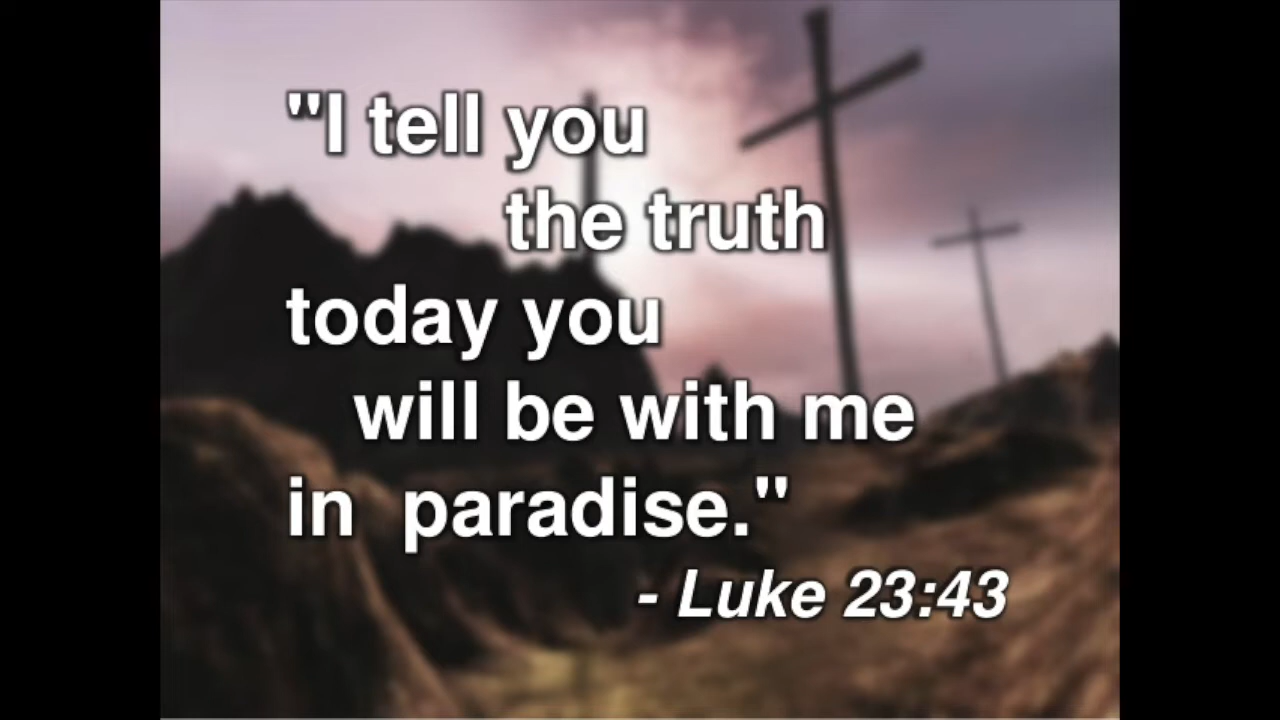 "I tell you
the truth
today you
will be with me
in paradise."
- Luke 23:43